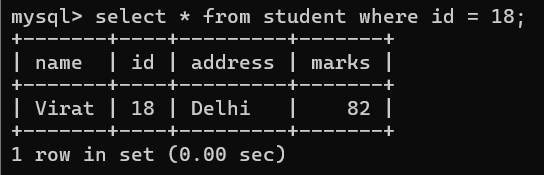 mysql> select * from student where id = 18;
+-------+----+---------+-------+
| name  | id | address | marks |
+-------+----+---------+-------+
| Virat | 18 | Delhi   |    82 |
+-------+----+---------+-------+
1 row in set (0.00 sec)